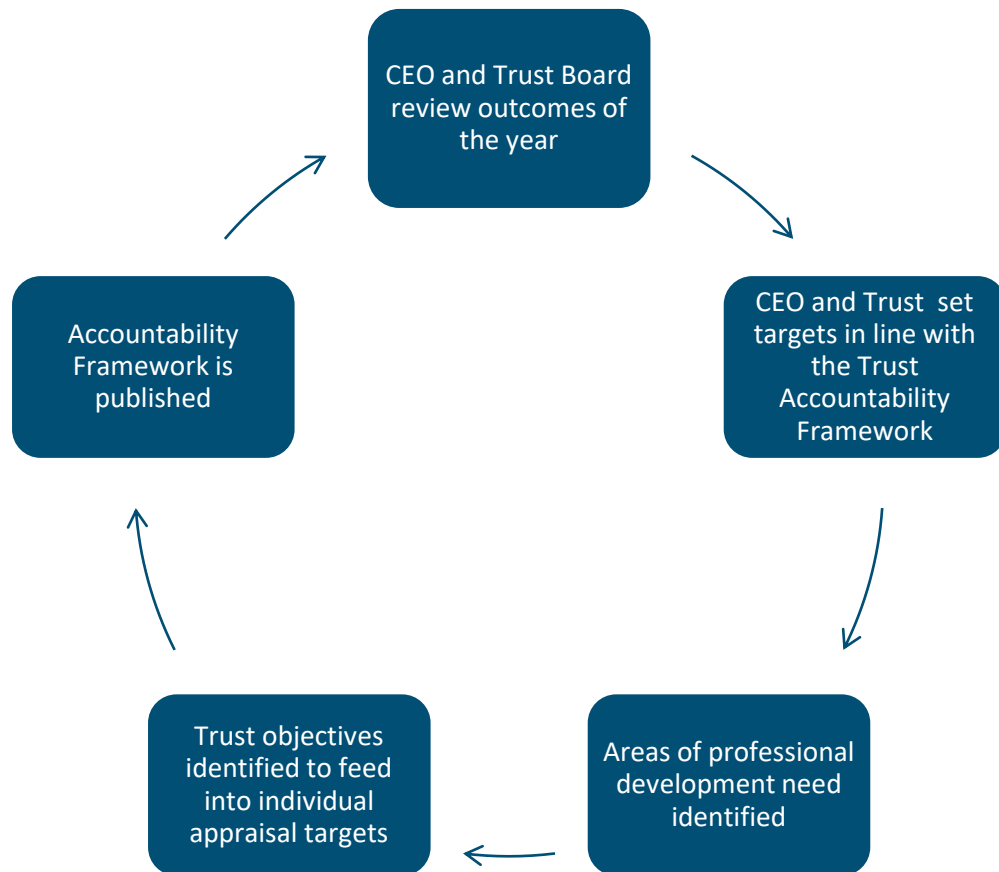 CEO and Trust Board
review outcomes of
the year
CEO and Trust  set
targets in line with
the Trust
Accountability
Framework
Areas of professional
development need
identified
Trust objectives
identified to feed
into individual
appraisal targets
Accountability
Framework is
published